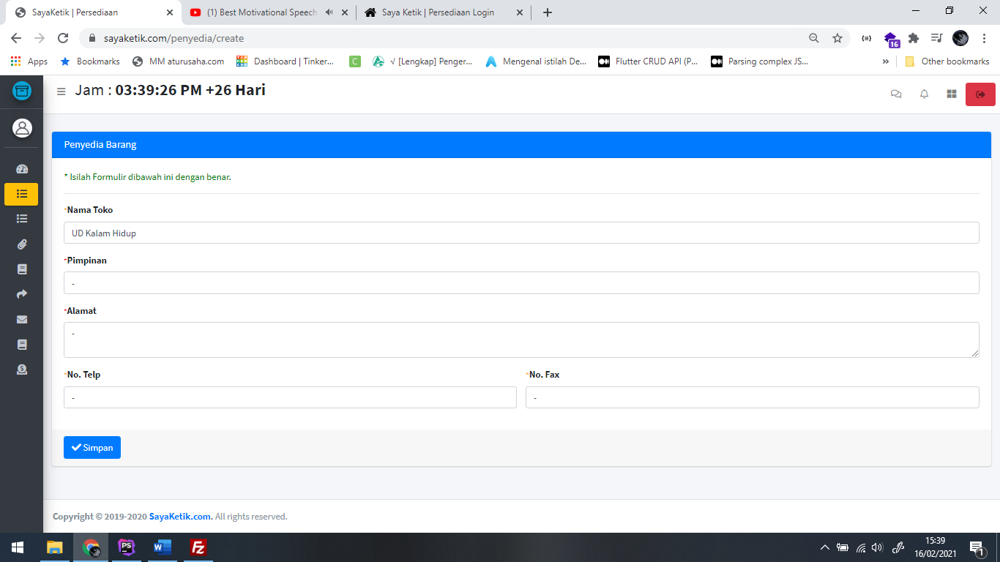 SayaKetik | Persediaan
(1) Best Motivational Speech
Saya Ketik | Persediaan Login
sayaketik.com/penyedia/create
16
Apps
Bookmarks
MM aturusaha.com
Dashboard | Tinker...
C
√ [Lengkap] Penger...
Mengenal istilah De...
Flutter CRUD API (P...
Parsing complex JS...
»
Other bookmarks
Jam : 03:39:26 PM +26 Hari
Penyedia Barang
* Isilah Formulir dibawah ini dengan benar.
*Nama Toko
UD Kalam Hidup
*Pimpinan
-
*Alamat
-
*No. Telp
*No. Fax
-
-
Simpan
Copyright © 2019-2020 SayaKetik.com. All rights reserved.
PS
W
Fz
15:39
16/02/2021
1